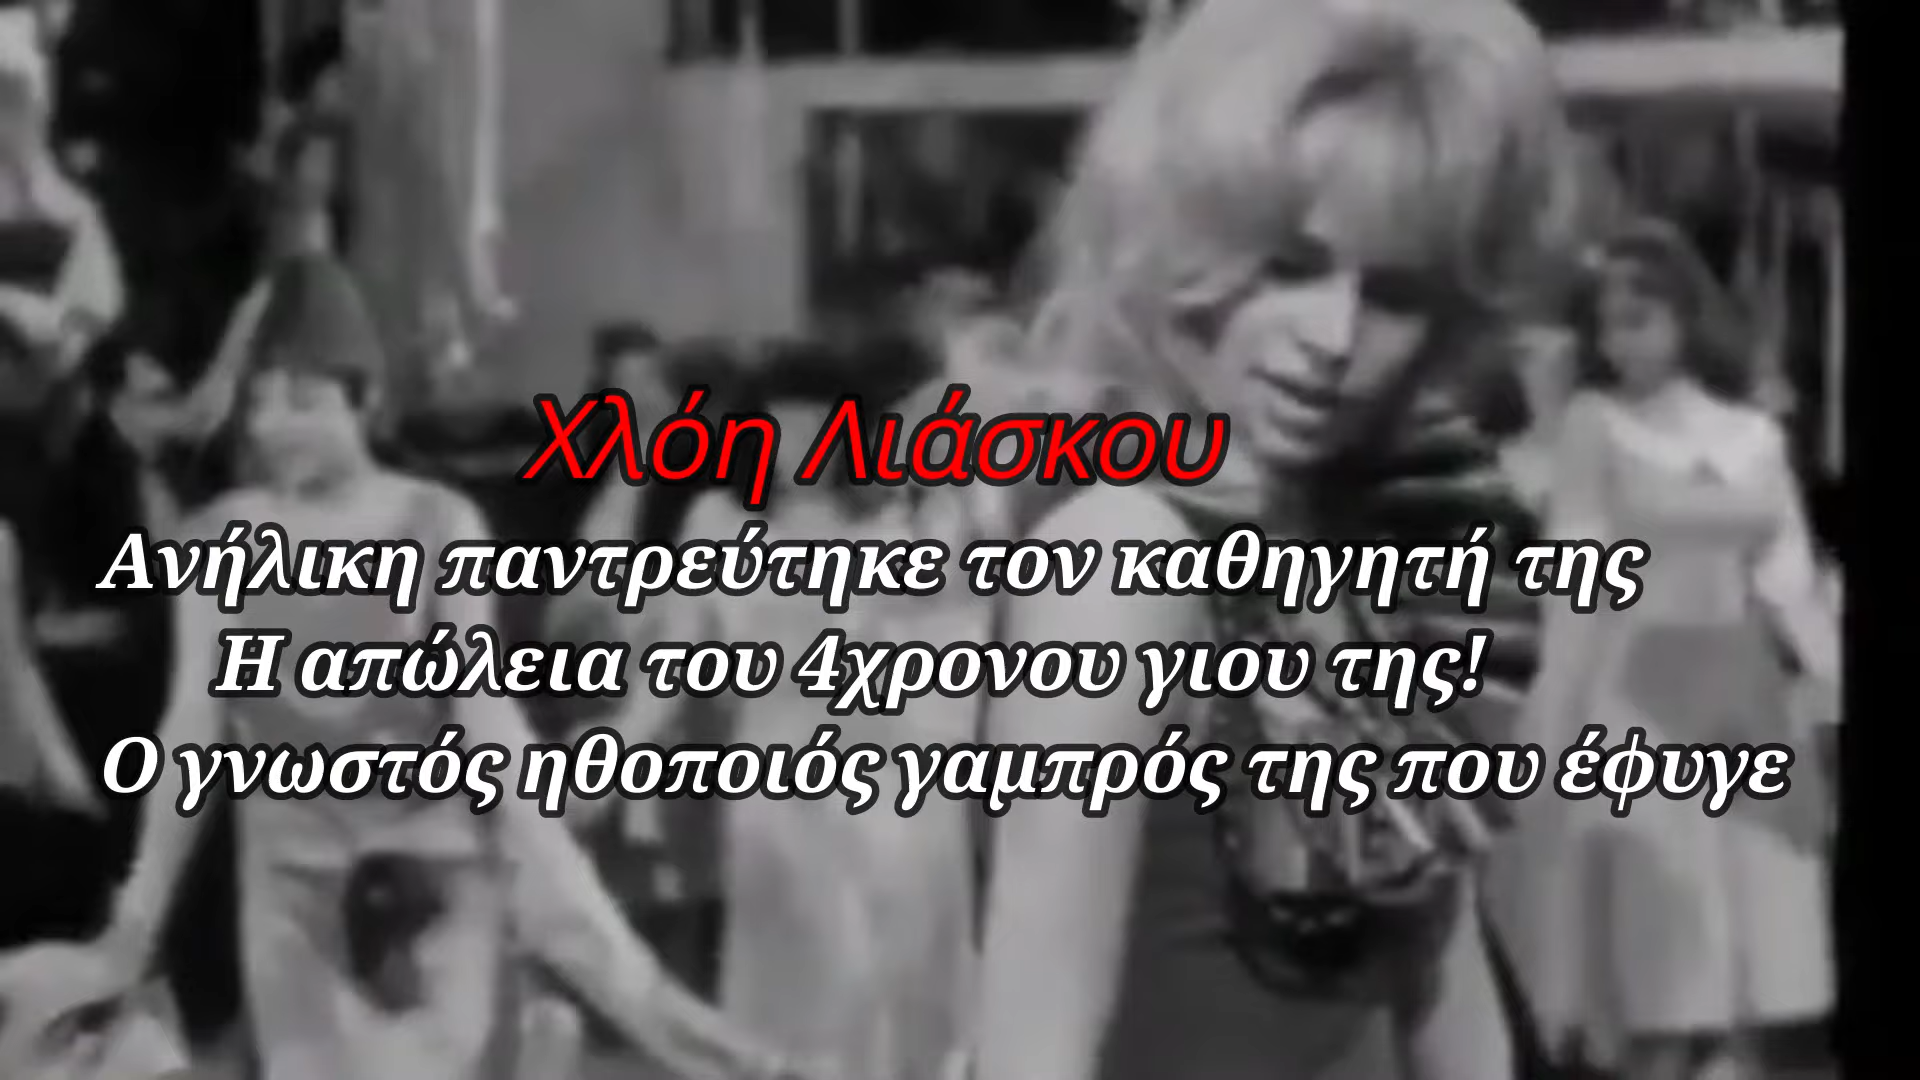 Χλόη Λιάσκου
Ανήλικη παντρεύτηκε τον καθηγητή της
Η απώλεια του 4χρονου γιου της!
Ο γνωστός ηθοποιός γαμπρός της που έφυγε